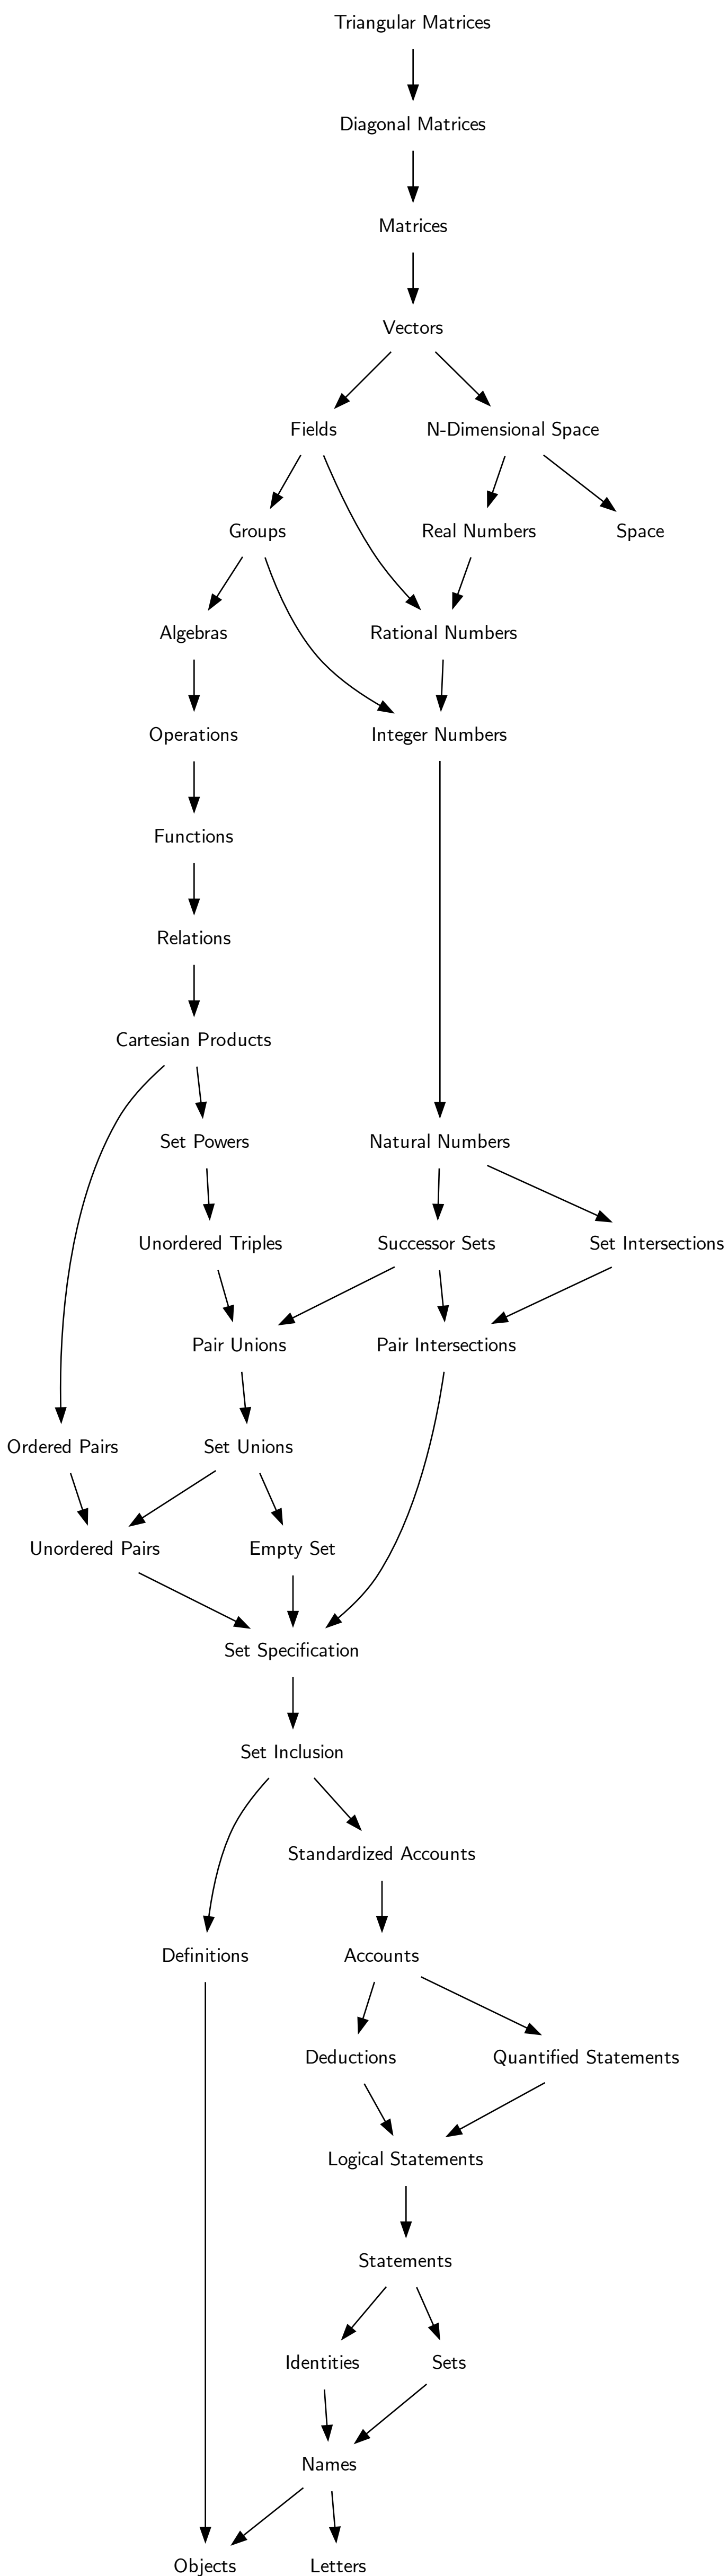 Triangular Matrices
Diagonal Matrices
Matrices
Vectors
Fields
N-Dimensional Space
Groups
Real Numbers
Space
Algebras
Rational Numbers
Operations
Integer Numbers
Functions
Relations
Cartesian Products
Set Powers
Natural Numbers
Unordered Triples
Successor Sets
Set Intersections
Pair Unions
Pair Intersections
Ordered Pairs
Set Unions
Unordered Pairs
Empty Set
Set Specification
Set Inclusion
Standardized Accounts
Definitions
Accounts
Deductions
Quantified Statements
Logical Statements
Statements
Identities
Sets
Names
Objects
Letters